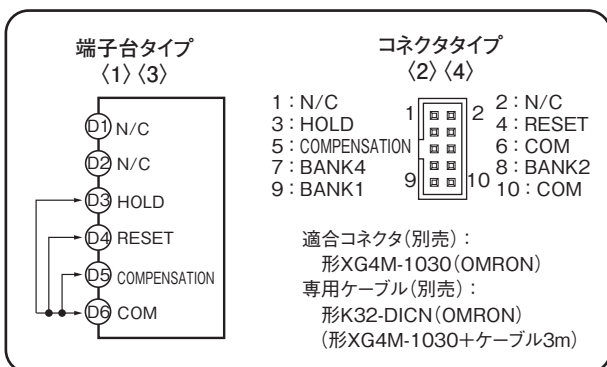 端子台タイプ
〈1〉〈3〉
D1 N/C
D2 N/C
D3 HOLD
D4 RESET
D5 COMPENSATION
D6 COM
コネクタタイプ
〈2〉〈4〉
1：N/C
3：HOLD
5：COMPENSATION
7：BANK4
9：BANK1
1 2
9 10
2：N/C
4：RESET
6：COM
8：BANK2
10：COM
適合コネクタ(別売)：
形XG4M-1030(OMRON)
専用ケーブル(別売)：
形K32-DICN(OMRON)
(形XG4M-1030＋ケーブル3m)